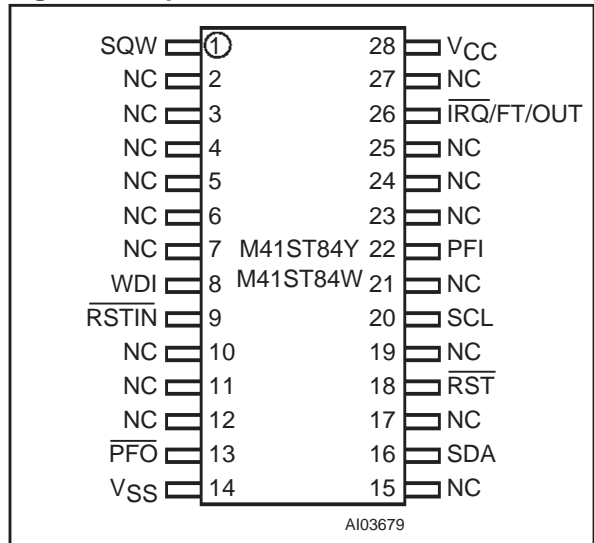 SQW 1 28 VCC
NC 2 27 NC
NC 3 26 IRQ/FT/OUT
NC 4 25 NC
NC 5 24 NC
NC 6 23 NC
NC 7 M41ST84Y 22 PFI
WDI 8 M41ST84W 21 NC
RSTIN 9 20 SCL
NC 10 19 NC
NC 11 18 RST
NC 12 17 NC
PFO 13 16 SDA
VSS 14 15 NC
AI03679